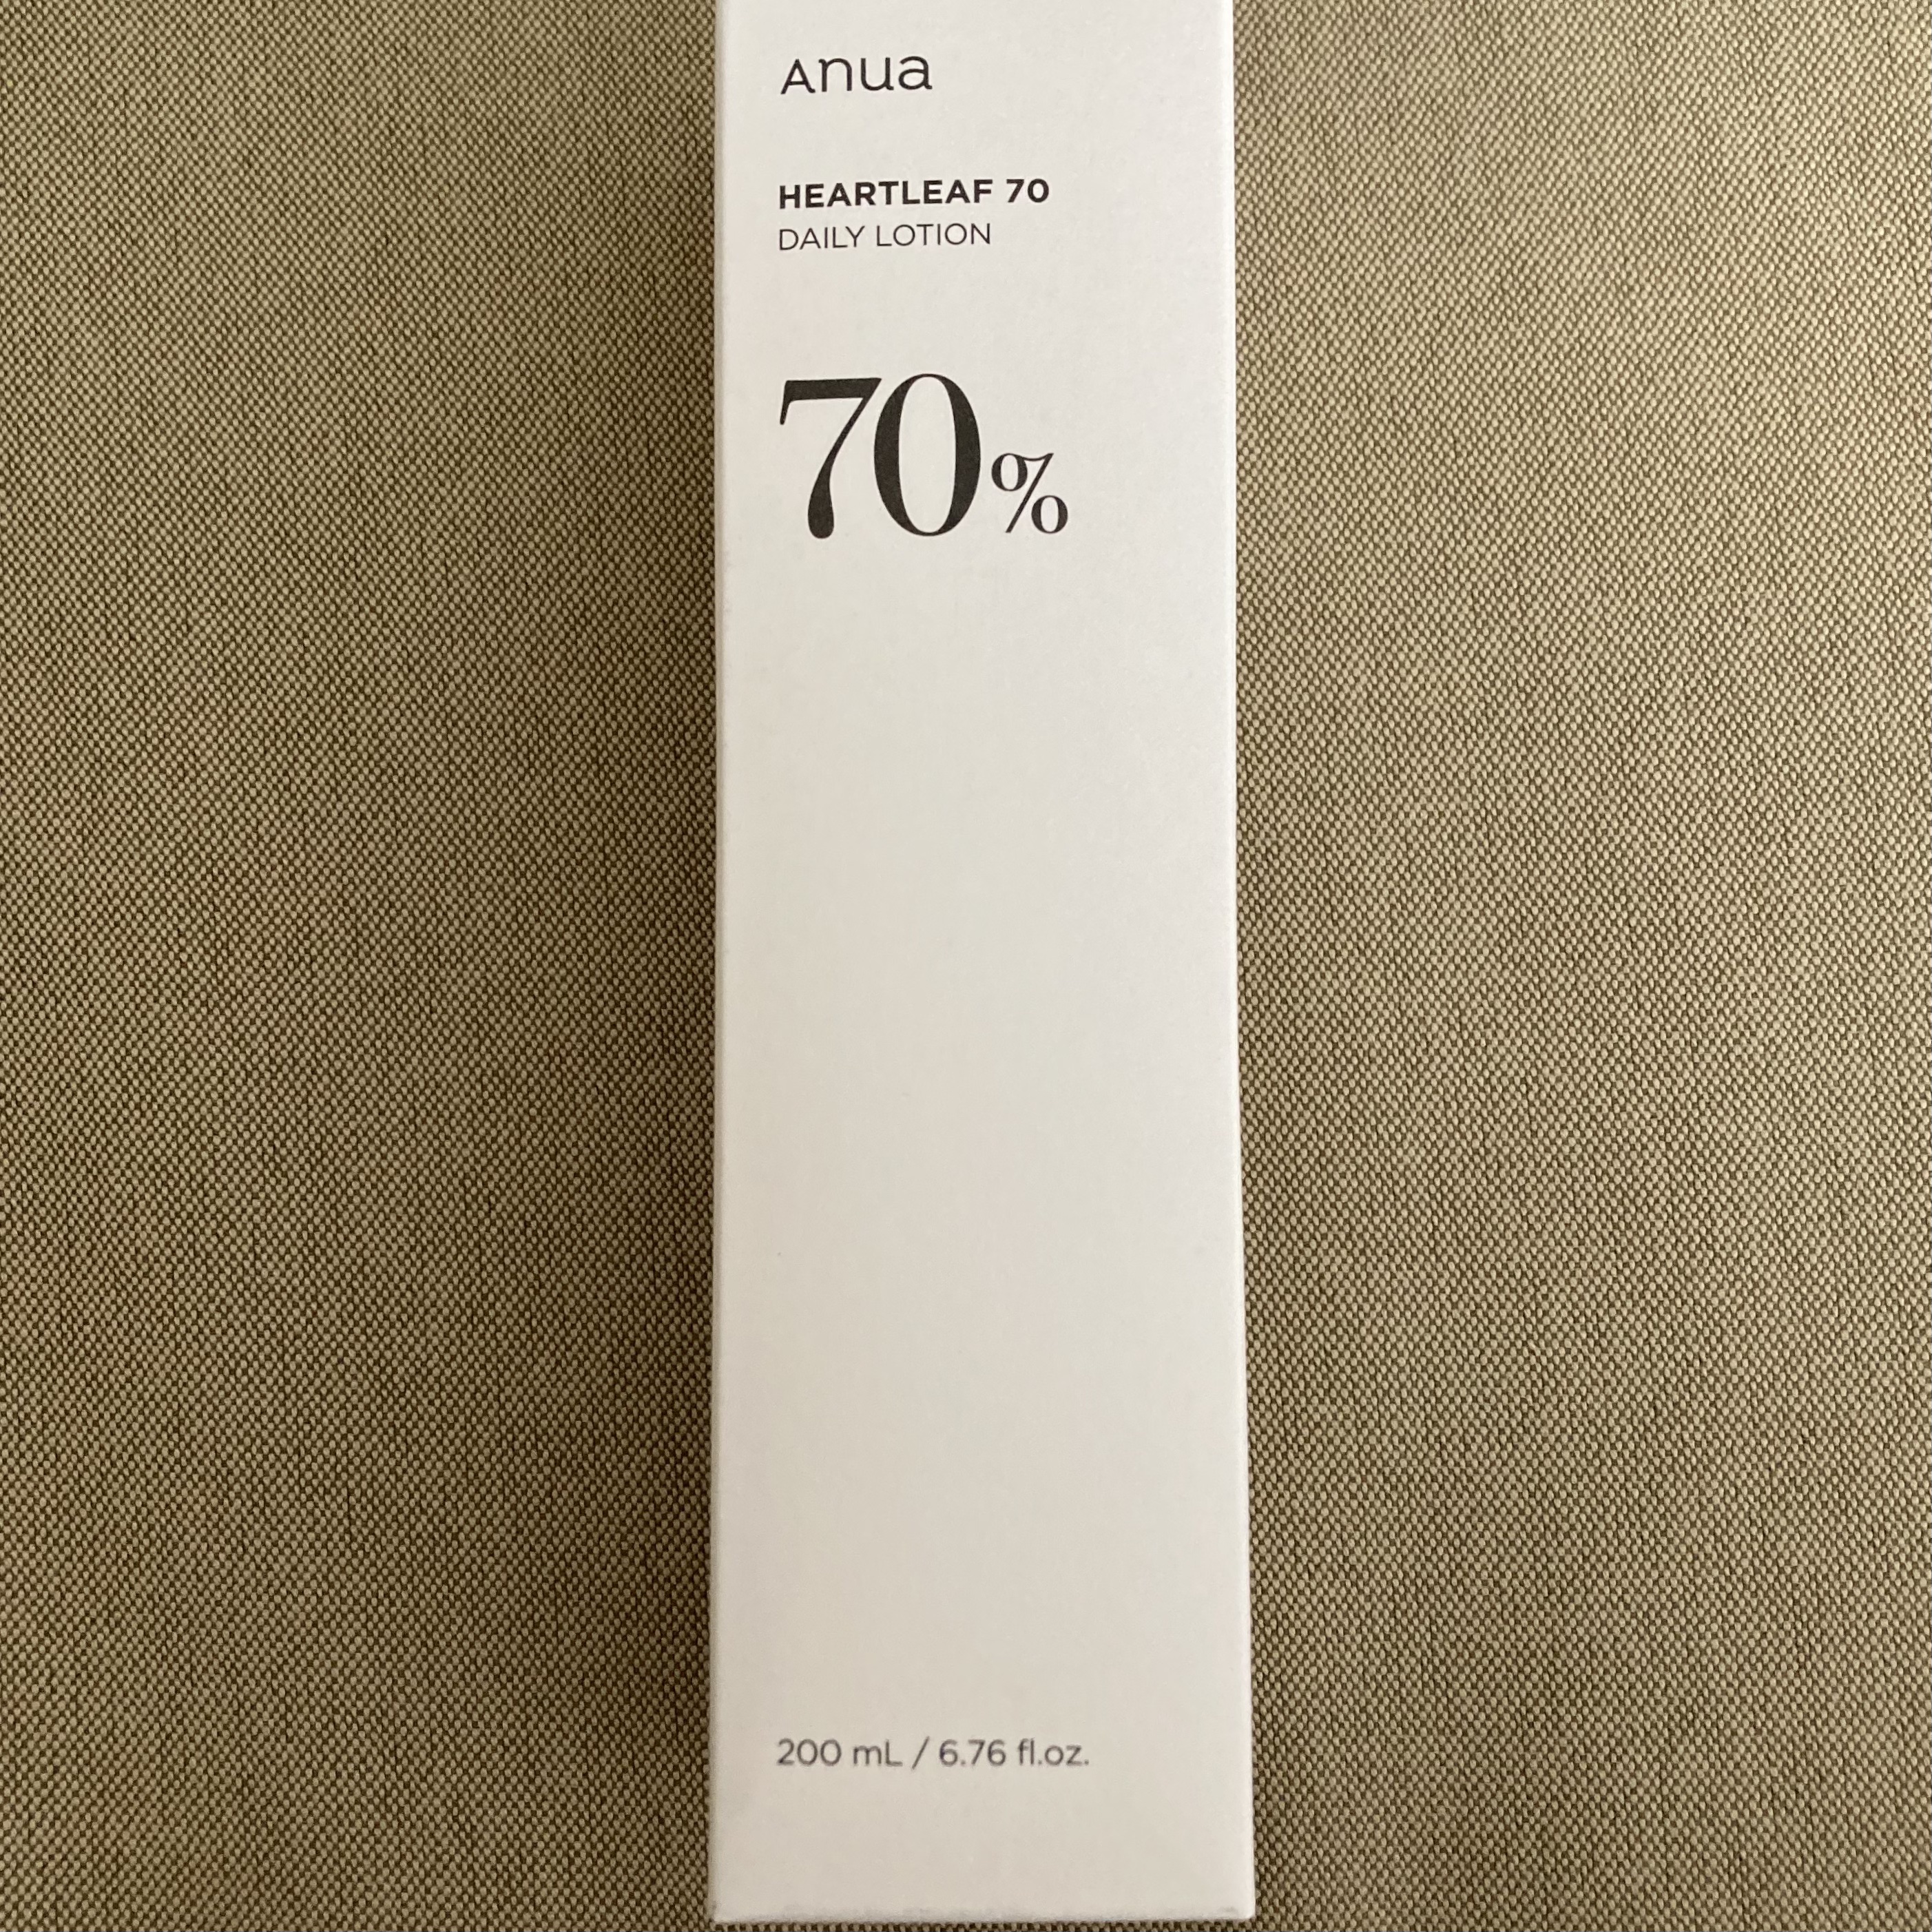 Anua
HEARTLEAF 70
DAILY LOTION
70%
200 mL / 6.76 fl.oz.